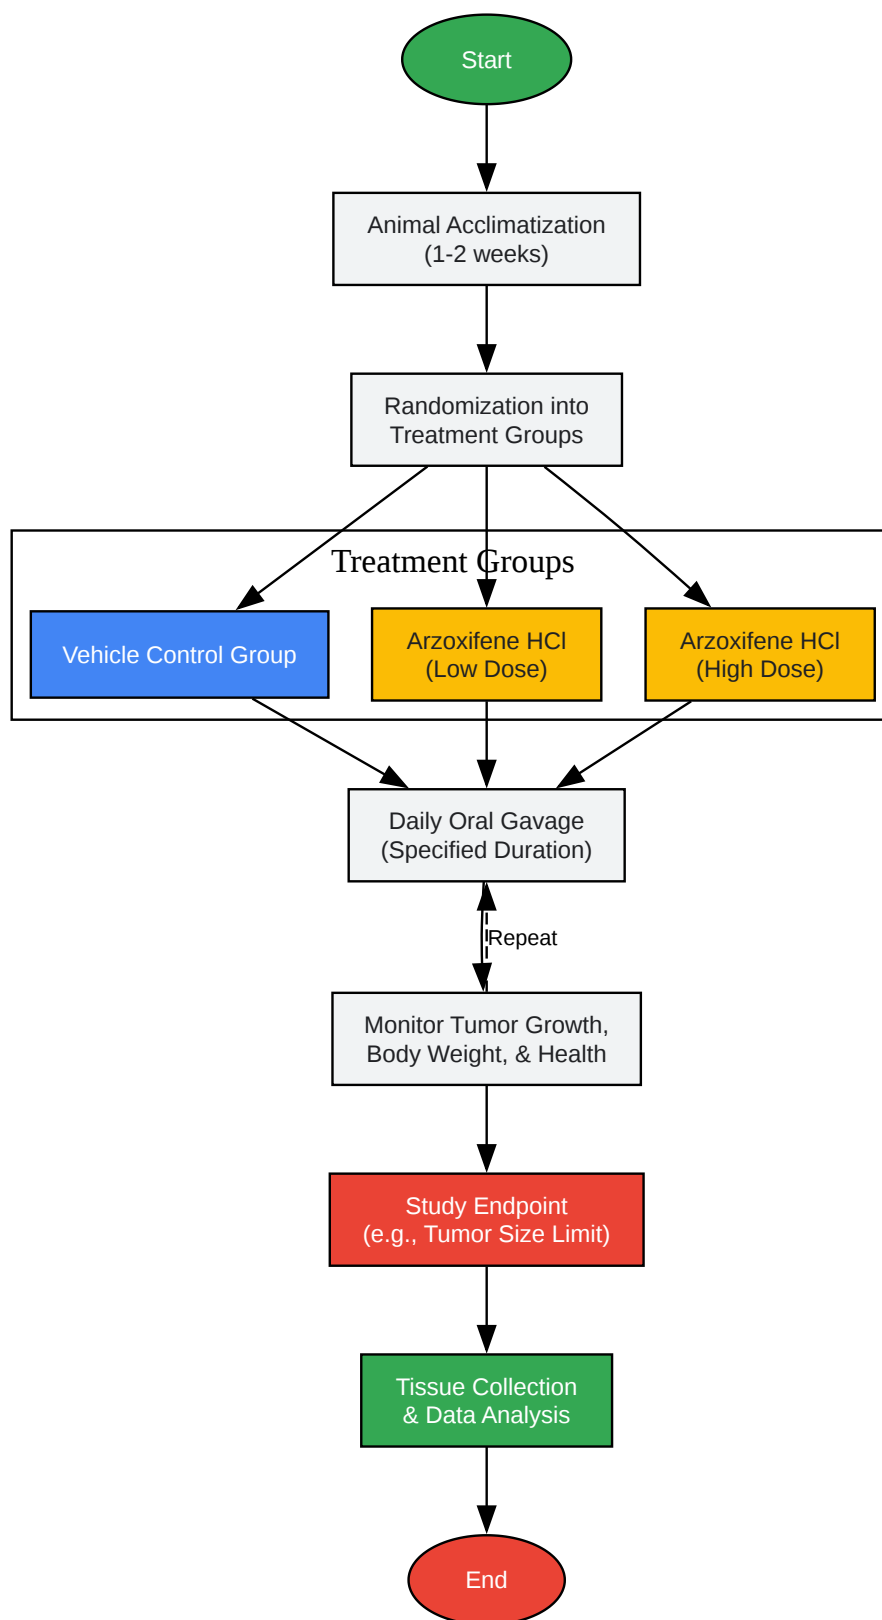 Start
Animal Acclimatization
(1-2 weeks)
Randomization into
Treatment Groups
Treatment Groups
Vehicle Control Group
Arzoxifene HCl
(Low Dose)
Arzoxifene HCl
(High Dose)
Daily Oral Gavage
(Specified Duration)
Repeat
Monitor Tumor Growth,
Body Weight, & Health
Study Endpoint
(e.g., Tumor Size Limit)
Tissue Collection
& Data Analysis
End